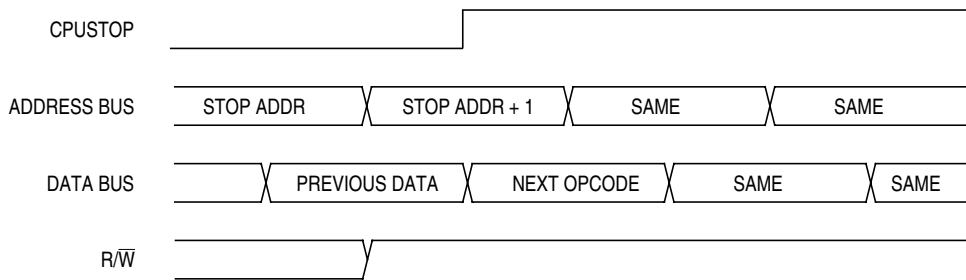 CPUSTOP
ADDRESS BUS STOP ADDR STOP ADDR + 1 SAME SAME
DATA BUS PREVIOUS DATA NEXT OPCODE SAME SAME
R/W̅